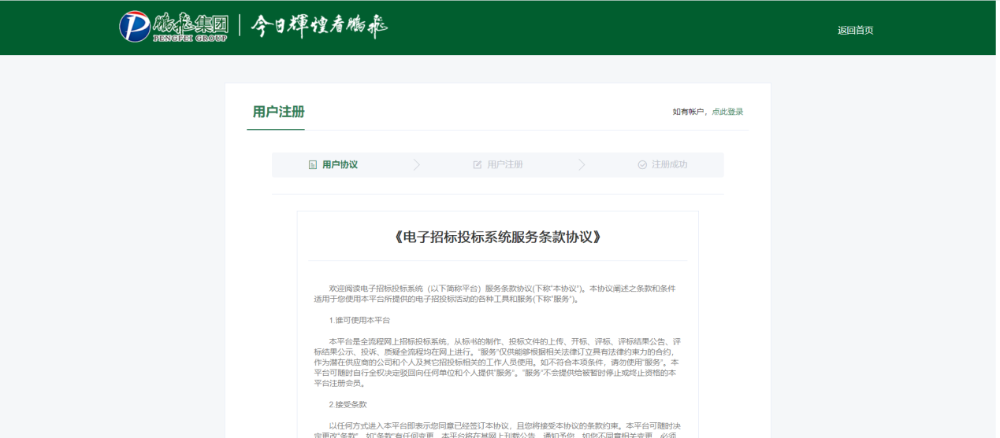 鹏飞集团
PENGFEI GROUP
今日輝煌看鹏飛
返回首页
用户注册
如有帐户，点此登录
用户协议
用户注册
注册成功
《电子招标投标系统服务条款协议》
欢迎阅读电子招标投标系统（以下简称平台）服务条款协议(下称"本协议")。本协议阐述之条款和条件
适用于您使用本平台所提供的电子招投标活动的各种工具和服务(下称"服务")。
1.谁可使用本平台
本平台是全流程网上招标投标系统，从标书的制作、投标文件的上传、开标、评标、评标结果公告、评
标结果公示、投诉、质疑全流程均在网上进行。"服务"仅供能够根据相关法律订立具有法律约束力的合约，
作为潜在供应商的公司和个人及其它招投标相关的工作人员使用。如不符合本项条件，请勿使用"服务"。本
平台可随时自行全权决定驳回向任何单位和个人提供"服务"。"服务"不会提供给被暂时停止或终止资格的本
平台注册会员。
2.接受条款
以任何方式进入本平台即表示您同意已经签订本协议，且您将接受本协议的条款约束。本平台可随时决
定更改"条款"。如"条款"有任何变更，本平台将在其网上刊载公告，通知予您。如您不同意相关变更，必须